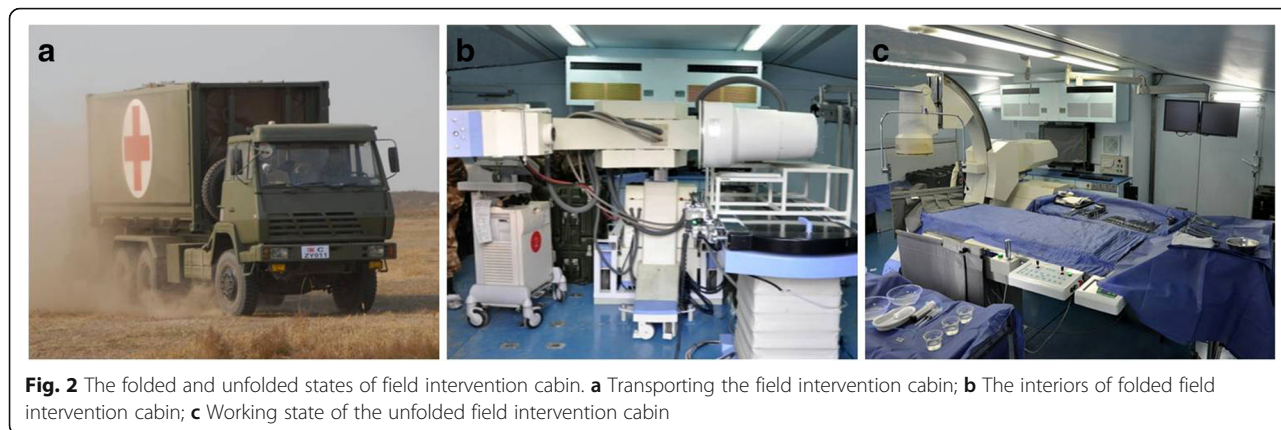 a
b
c
ZY011
Fig. 2 The folded and unfolded states of field intervention cabin. a Transporting the field intervention cabin; b The interiors of folded field
intervention cabin; c Working state of the unfolded field intervention cabin